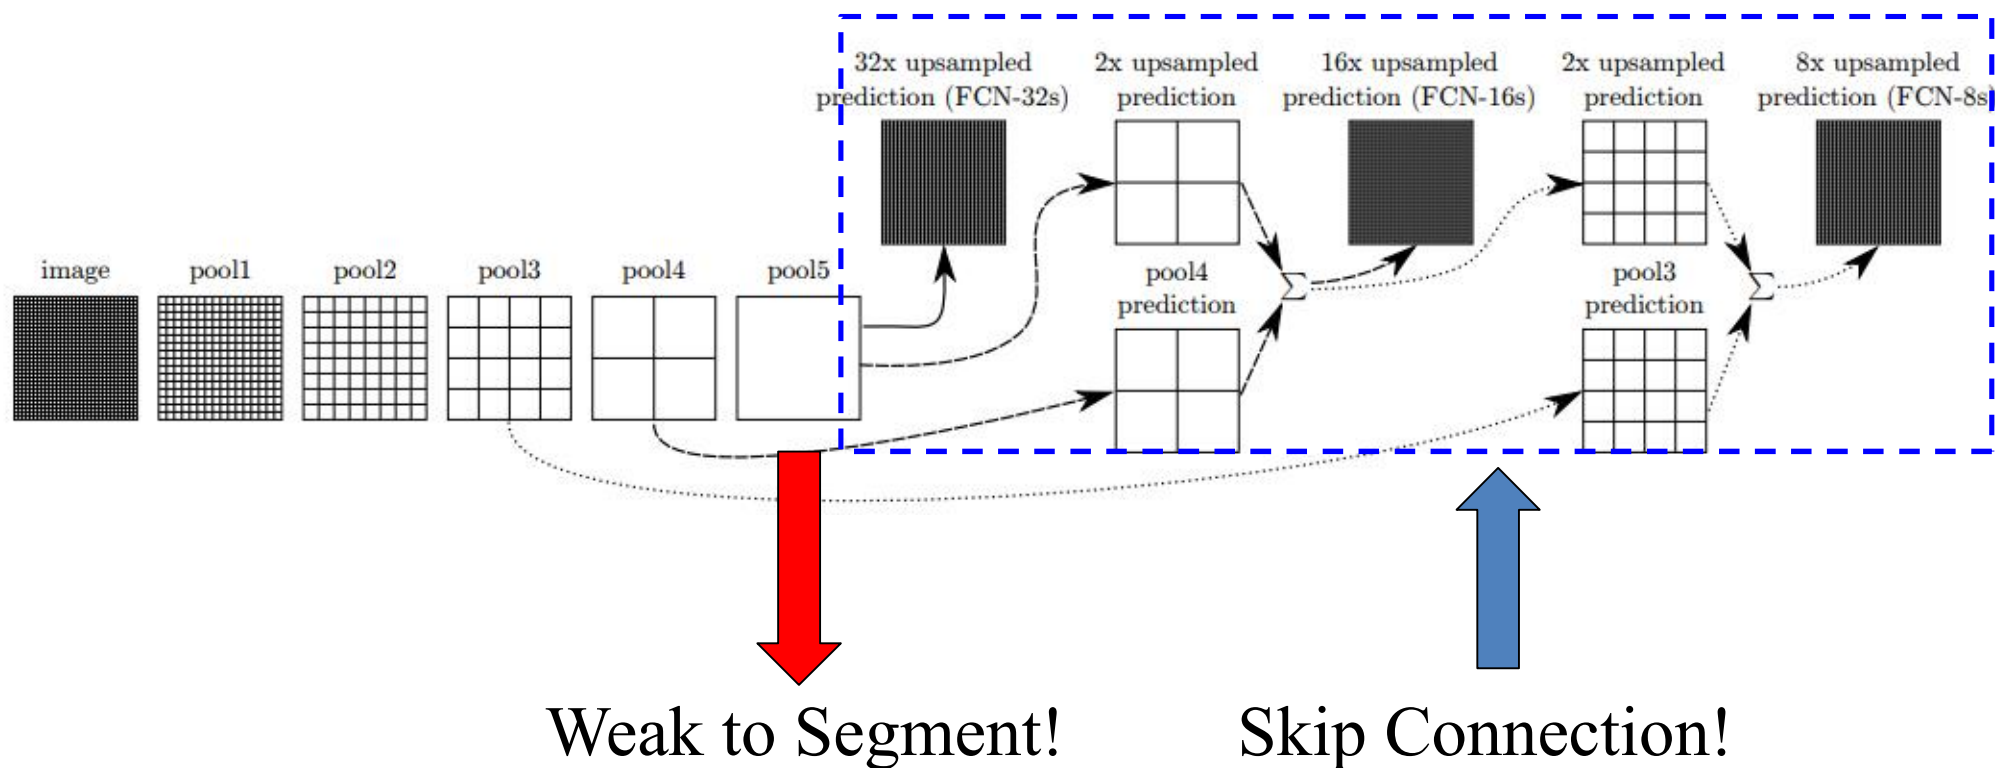 32x upsampled
prediction (FCN-32s)
2x upsampled
prediction
16x upsampled
prediction (FCN-16s)
2x upsampled
prediction
8x upsampled
prediction (FCN-8s)
image
pool1
pool2
pool3
pool4
pool5
pool4
prediction
Σ
pool3
prediction
Σ
Weak to Segment!
Skip Connection!